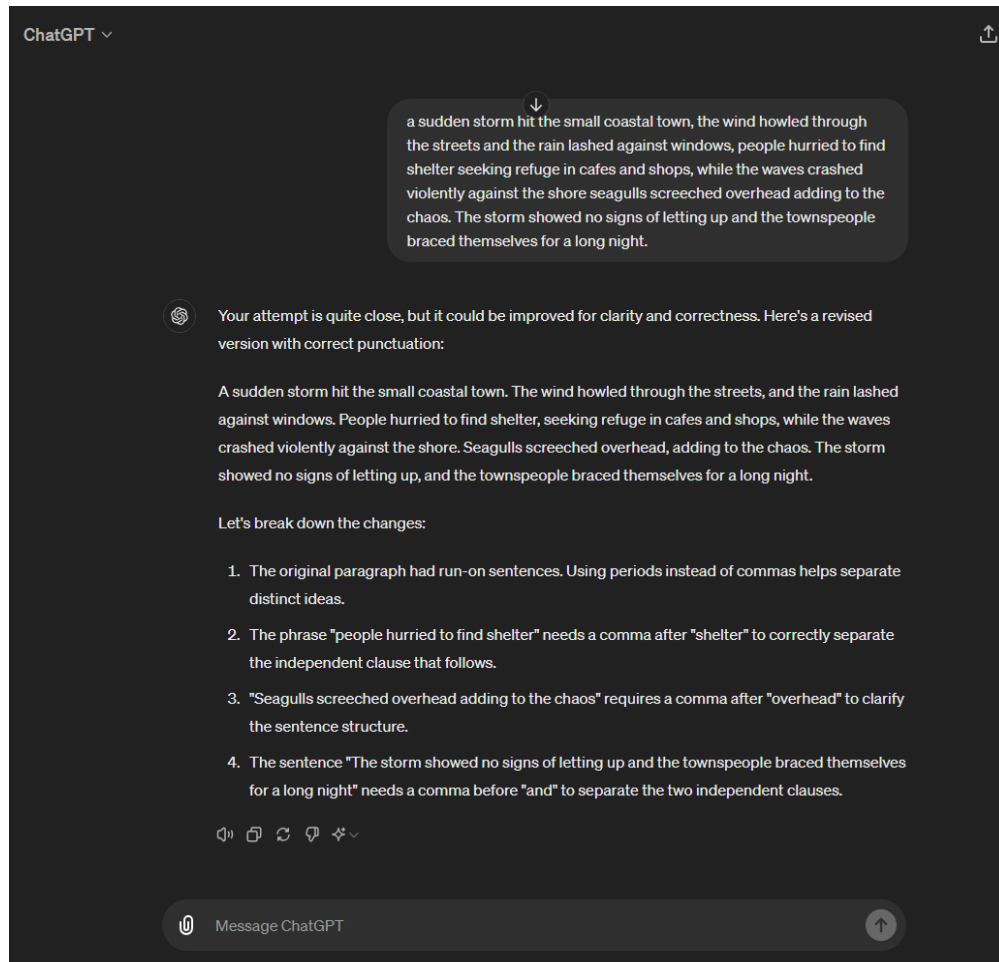 ChatGPT
a sudden storm hit the small coastal town, the wind howled through
the streets and the rain lashed against windows, people hurried to find
shelter seeking refuge in cafes and shops, while the waves crashed
violently against the shore seagulls screeched overhead adding to the
chaos. The storm showed no signs of letting up and the townspeople
braced themselves for a long night.
Your attempt is quite close, but it could be improved for clarity and correctness. Here's a revised
version with correct punctuation:
A sudden storm hit the small coastal town. The wind howled through the streets, and the rain lashed
against windows. People hurried to find shelter, seeking refuge in cafes and shops, while the waves
crashed violently against the shore. Seagulls screeched overhead, adding to the chaos. The storm
showed no signs of letting up, and the townspeople braced themselves for a long night.
Let's break down the changes:
1. The original paragraph had run-on sentences. Using periods instead of commas helps separate
distinct ideas.
2. The phrase "people hurried to find shelter" needs a comma after "shelter" to correctly separate
the independent clause that follows.
3. "Seagulls screeched overhead adding to the chaos" requires a comma after "overhead" to clarify
the sentence structure.
4. The sentence "The storm showed no signs of letting up and the townspeople braced themselves
for a long night" needs a comma before "and" to separate the two independent clauses.
Message ChatGPT